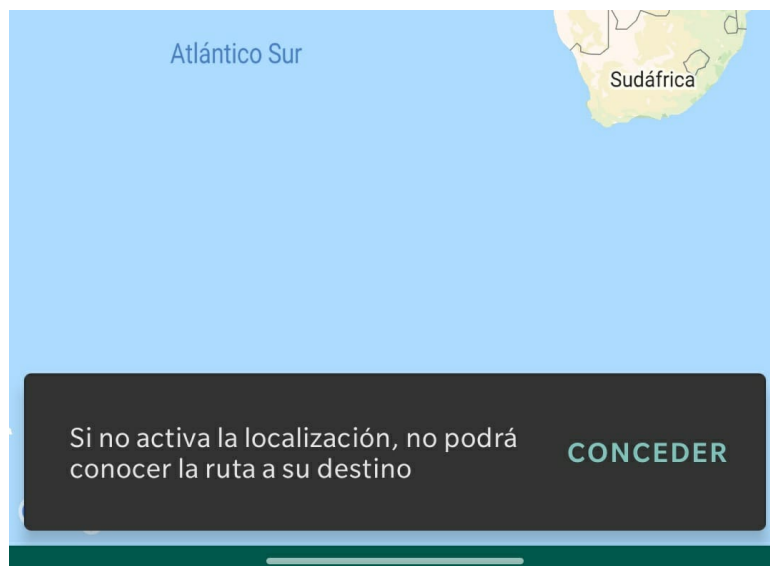 Atlántico Sur
Sudáfrica
Si no activa la localización, no podrá
conocer la ruta a su destino
CONCEDER